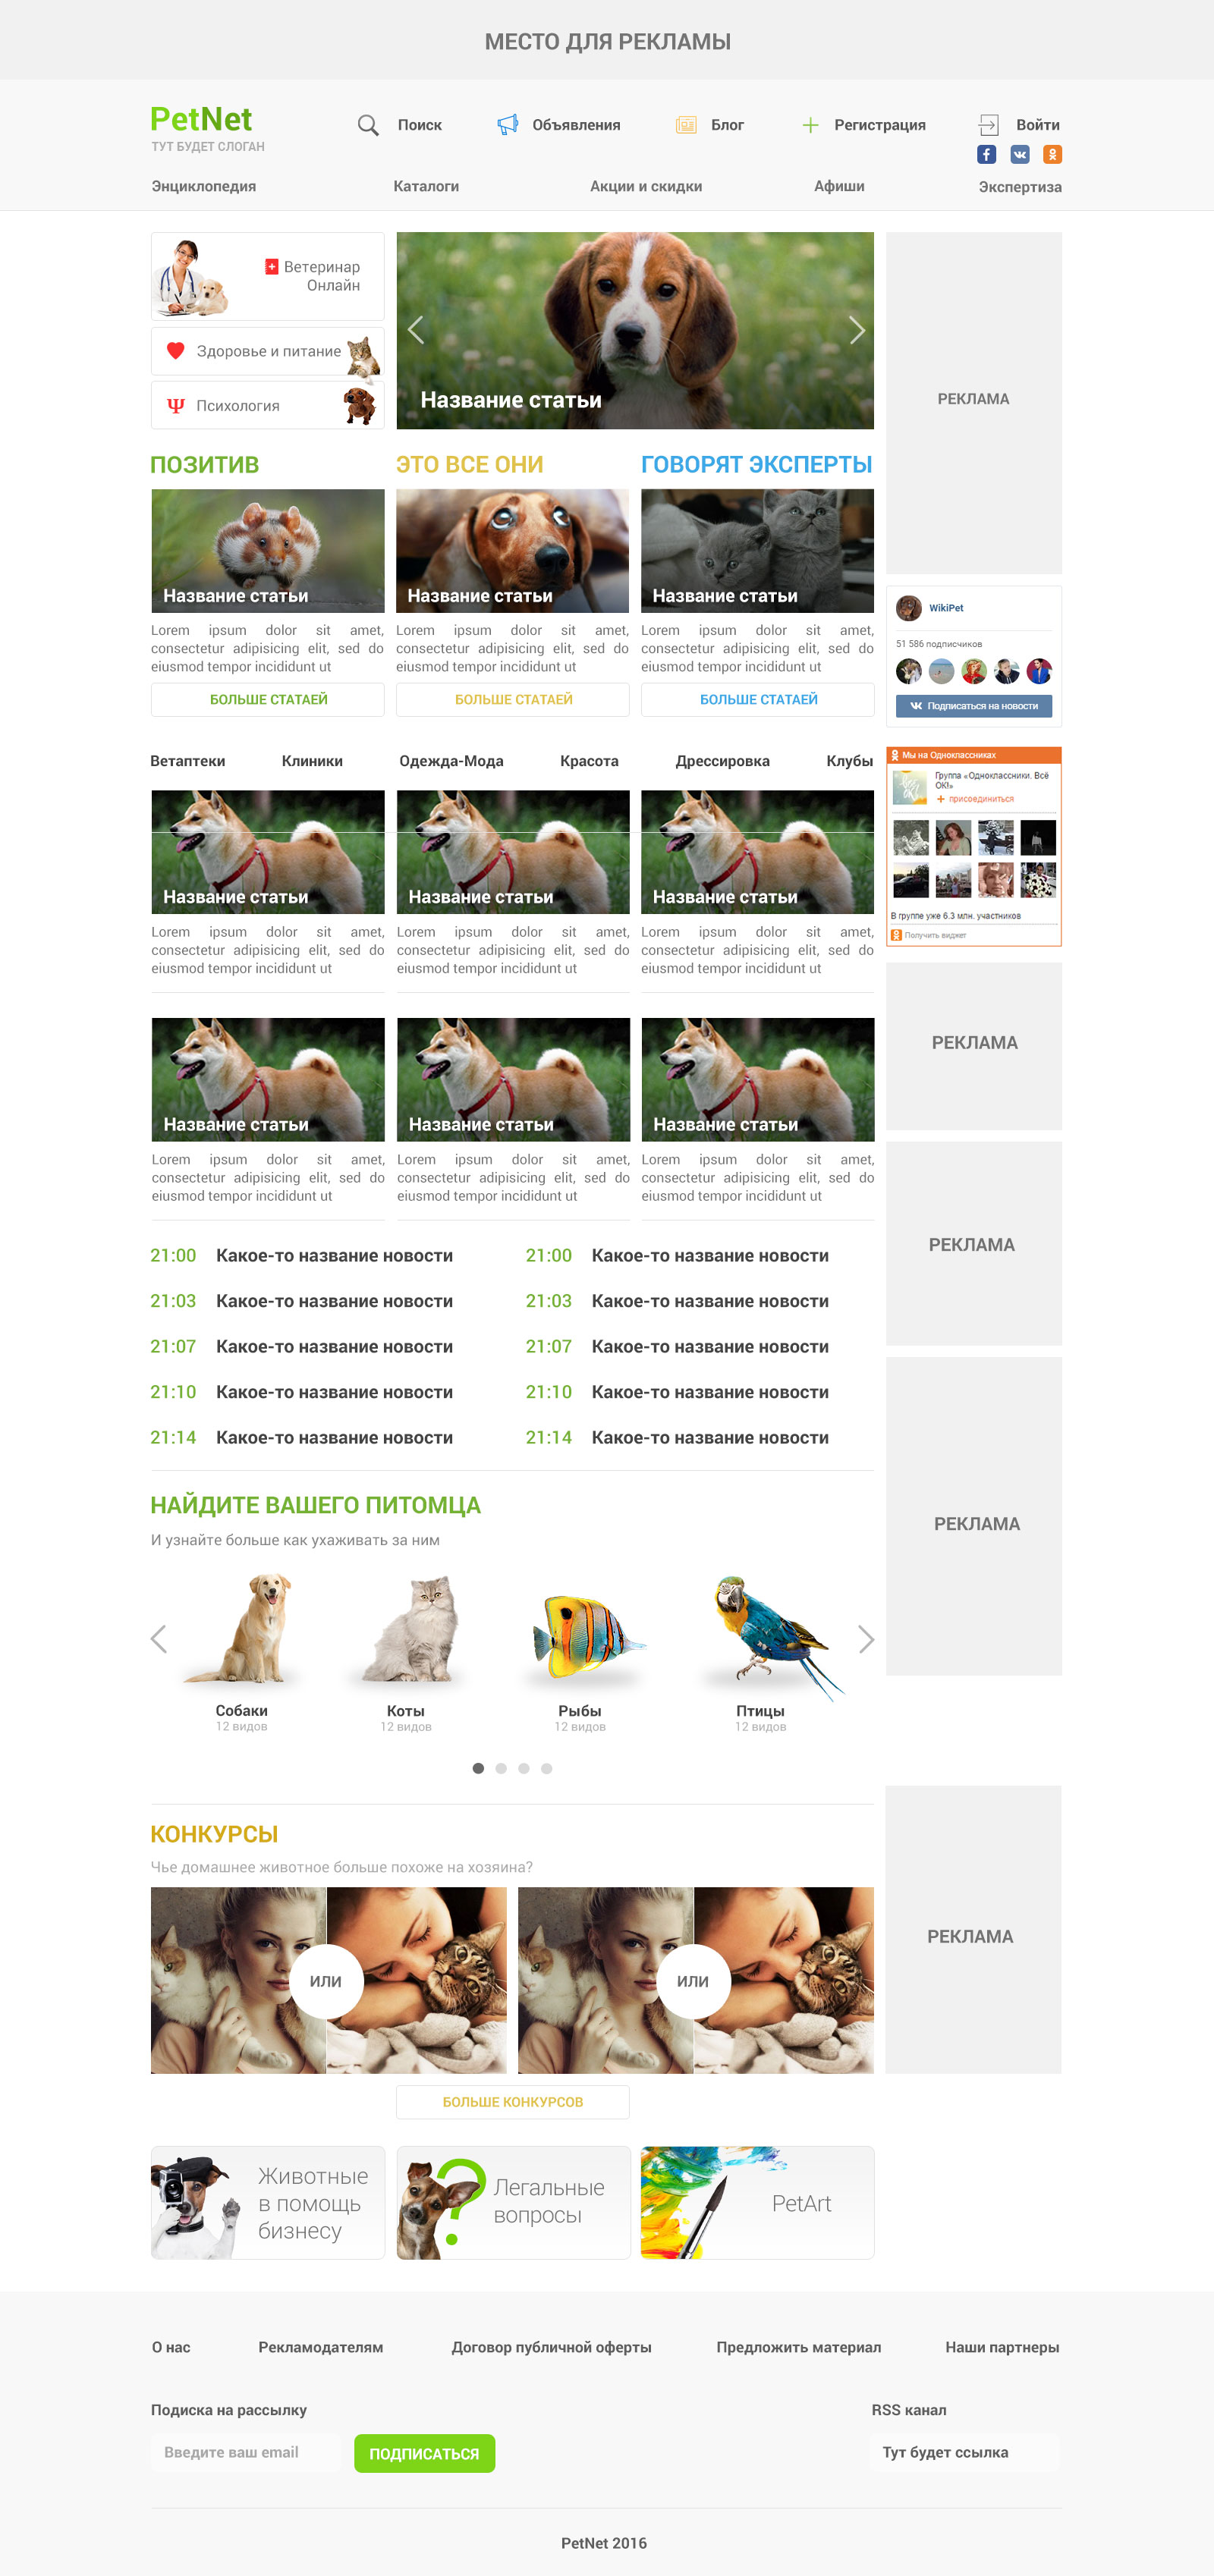 МЕСТО ДЛЯ РЕКЛАМЫ
PetNet
ТУТ БУДЕТ СЛОГАН
Поиск
Объявления
Блог
Регистрация
Войти
Энциклопедия
Каталоги
Акции и скидки
Афиши
Экспертиза
Ветеринар
Онлайн
Здоровье и питание
Ψ Психология
Название статьи
РЕКЛАМА
ПОЗИТИВ
ЭТО ВСЕ ОНИ
ГОВОРЯТ ЭКСПЕРТЫ
Название статьи
Название статьи
Название статьи
Lorem ipsum dolor sit amet,
consectetur adipisicing elit, sed do
eiusmod tempor incididunt ut
Lorem ipsum dolor sit amet,
consectetur adipisicing elit, sed do
eiusmod tempor incididunt ut
Lorem ipsum dolor sit amet,
consectetur adipisicing elit, sed do
eiusmod tempor incididunt ut
БОЛЬШЕ СТАТАЕЙ
БОЛЬШЕ СТАТАЕЙ
БОЛЬШЕ СТАТАЕЙ
WikiPet
51 586 подписчиков
Подписаться на новости
Ветаптеки
Клиники
Одежда-Мода
Красота
Дрессировка
Клубы
Мы на Одноклассниках
Группа «Одноклассники. Всё
ОК!»
+ присоединиться
В группе уже 6.3 млн. участников
Получить виджет
Название статьи
Название статьи
Название статьи
Lorem ipsum dolor sit amet,
consectetur adipisicing elit, sed do
eiusmod tempor incididunt ut
Lorem ipsum dolor sit amet,
consectetur adipisicing elit, sed do
eiusmod tempor incididunt ut
Lorem ipsum dolor sit amet,
consectetur adipisicing elit, sed do
eiusmod tempor incididunt ut
РЕКЛАМА
Название статьи
Название статьи
Название статьи
Lorem ipsum dolor sit amet,
consectetur adipisicing elit, sed do
eiusmod tempor incididunt ut
Lorem ipsum dolor sit amet,
consectetur adipisicing elit, sed do
eiusmod tempor incididunt ut
Lorem ipsum dolor sit amet,
consectetur adipisicing elit, sed do
eiusmod tempor incididunt ut
РЕКЛАМА
21:00 Какое-то название новости
21:03 Какое-то название новости
21:07 Какое-то название новости
21:10 Какое-то название новости
21:14 Какое-то название новости
21:00 Какое-то название новости
21:03 Какое-то название новости
21:07 Какое-то название новости
21:10 Какое-то название новости
21:14 Какое-то название новости
РЕКЛАМА
НАЙДИТЕ ВАШЕГО ПИТОМЦА
И узнайте больше как ухаживать за ним
Собаки
12 видов
Коты
12 видов
Рыбы
12 видов
Птицы
12 видов
КОНКУРСЫ
Чье домашнее животное больше похоже на хозяина?
ИЛИ
ИЛИ
РЕКЛАМА
БОЛЬШЕ КОНКУРСОВ
Животные
в помощь
бизнесу
?
Легальные
вопросы
PetArt
О нас
Рекламодателям
Договор публичной оферты
Предложить материал
Наши партнеры
Подиска на рассылку
Введите ваш email
ПОДПИСАТЬСЯ
RSS канал
Тут будет ссылка
PetNet 2016